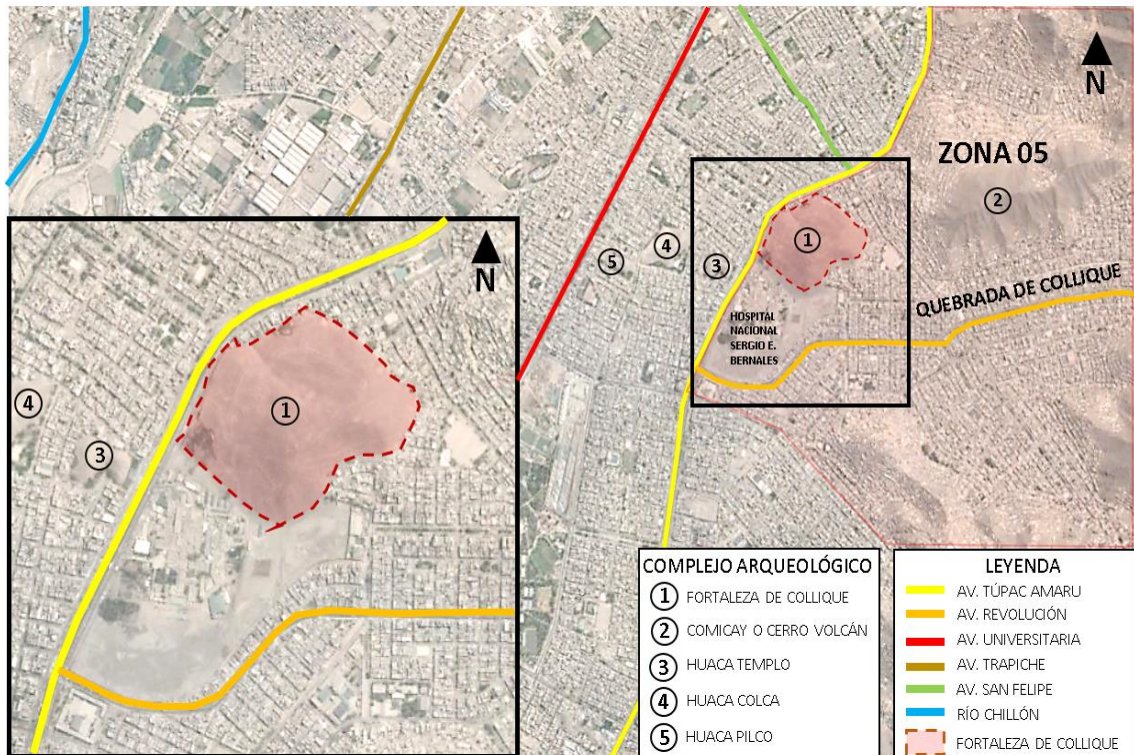 N
ZONA 05
②
①
④
⑤
③
QUEBRADA DE COLLIQUE
HOSPITAL
NACIONAL
SERGIO E.
BERNALES
N
①
④
③
COMPLEJO ARQUEOLÓGICO
① FORTALEZA DE COLLIQUE
② COMICAY O CERRO VOLCÁN
③ HUACA TEMPLO
④ HUACA COLCA
⑤ HUACA PILCO
LEYENDA
AV. TÚPAC AMARU
AV. REVOLUCIÓN
AV. UNIVERSITARIA
AV. TRAPICHE
AV. SAN FELIPE
RÍO CHILLÓN
FORTALEZA DE COLLIQUE